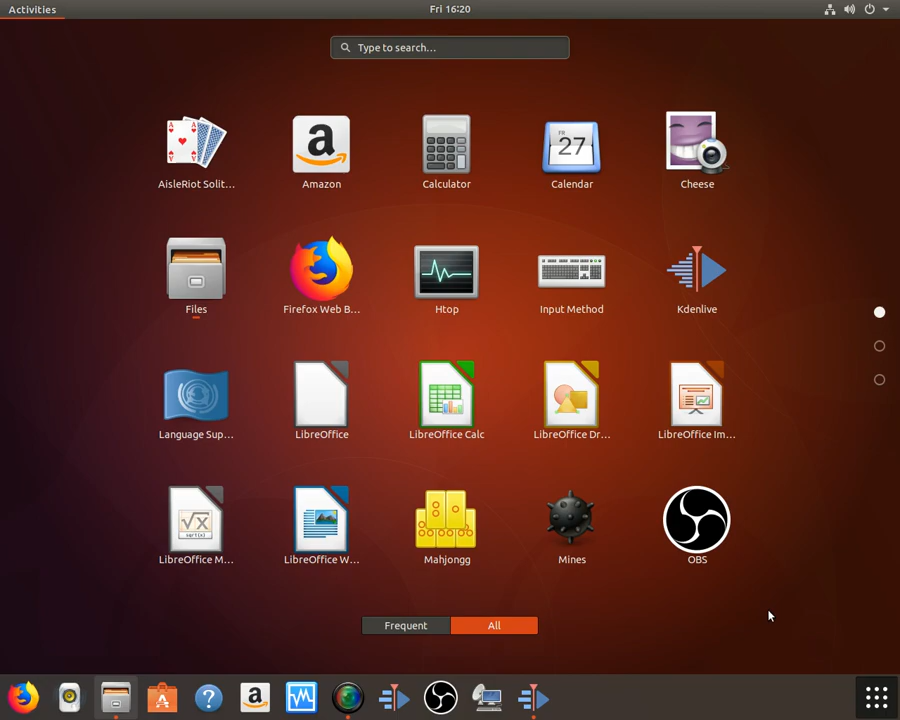 Activities
Fri 16:20
Type to search…
AisleRiot Solit…
Amazon
Calculator
Calendar
Cheese
Files
Firefox Web B…
Htop
Input Method
Kdenlive
Language Sup…
LibreOffice
LibreOffice Calc
LibreOffice Dr…
LibreOffice Im…
LibreOffice M…
LibreOffice W…
Mahjongg
Mines
OBS
Frequent
All